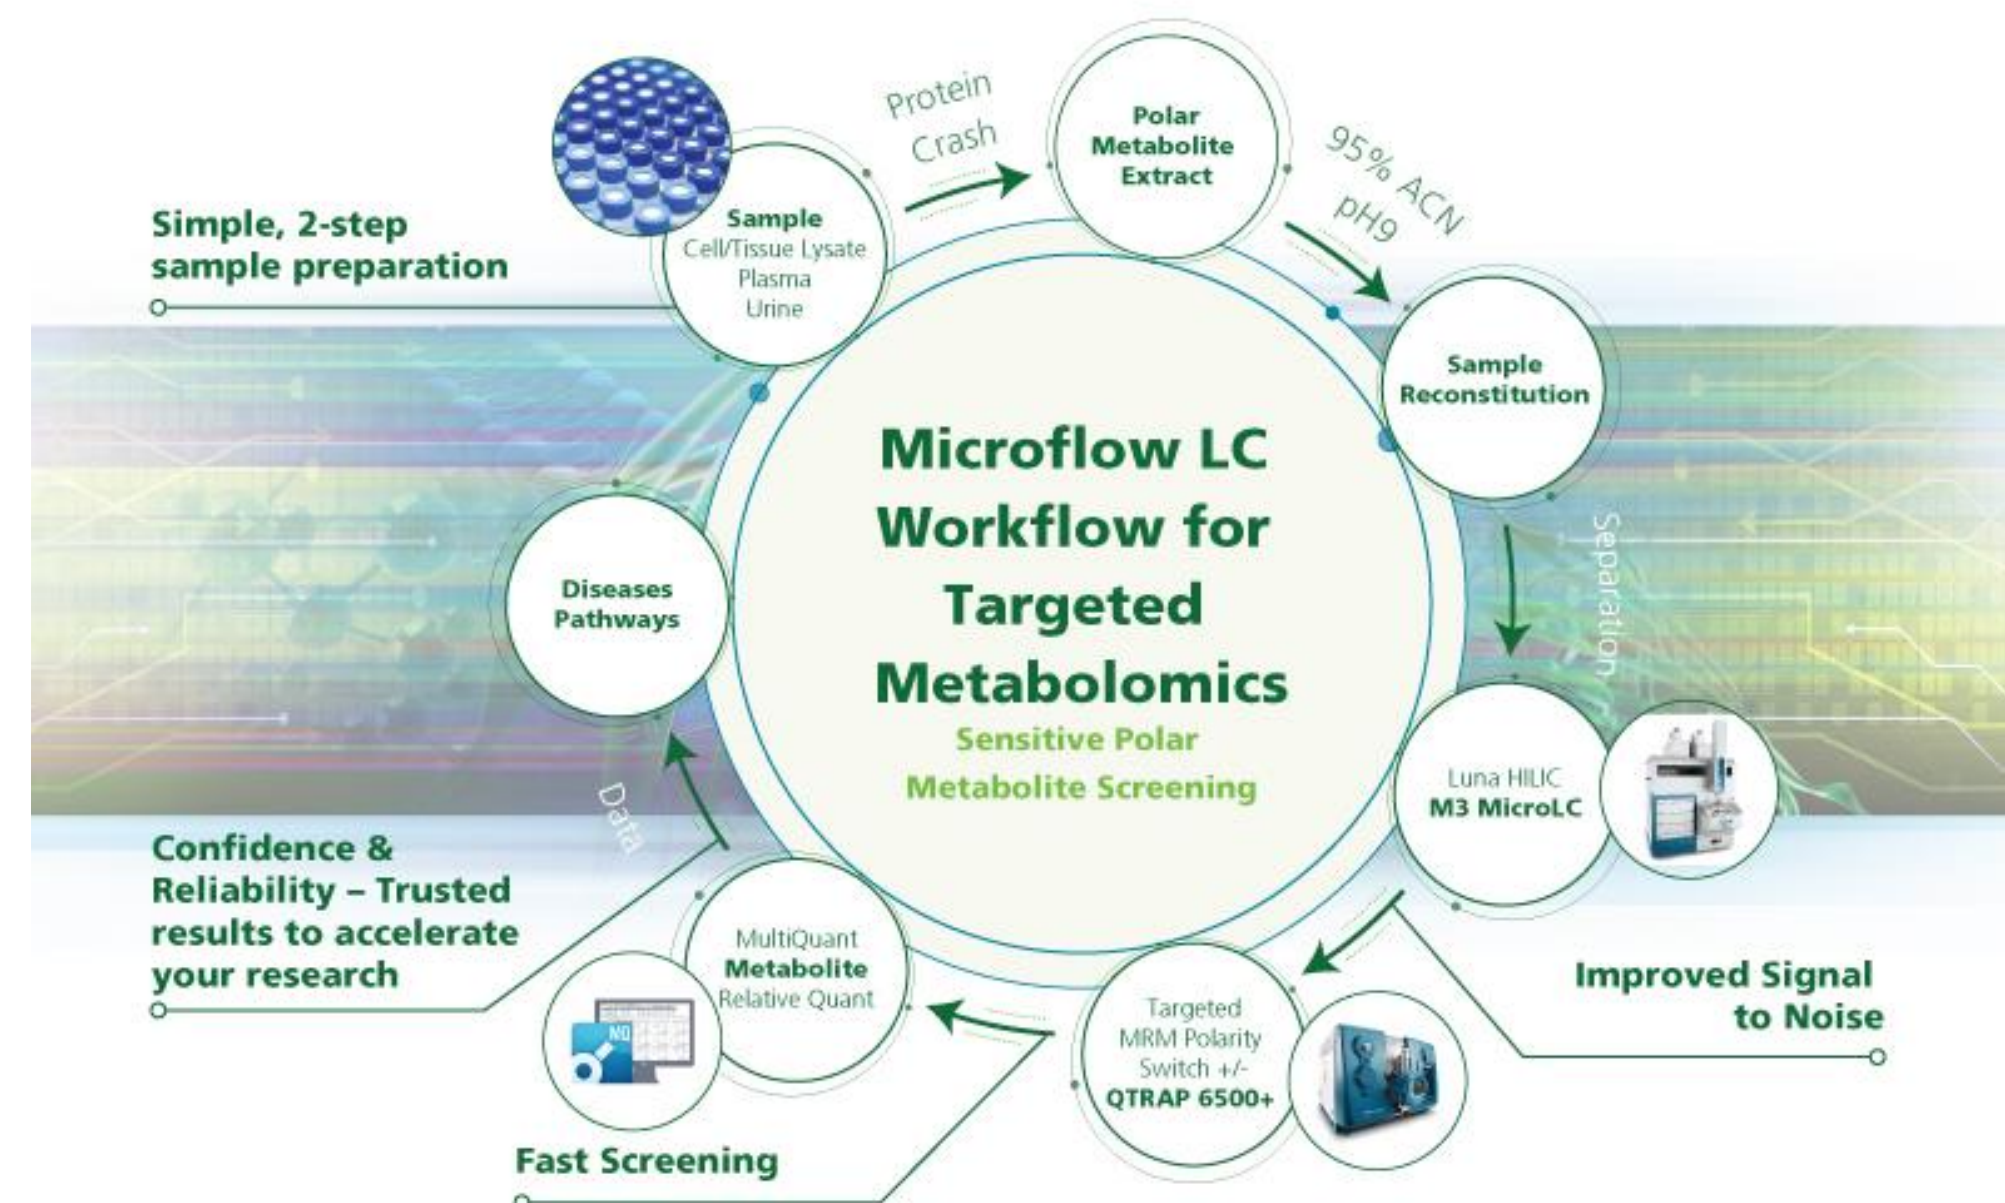 Simple, 2-step
sample preparation
Sample
Cell/Tissue Lysate
Plasma
Urine
Protein
Crash
Polar
Metabolite
Extract
95% ACN
pH9
Sample
Reconstitution
Separation
Luna HILIC
M3 MicroLC
Improved Signal
to Noise
Targeted
MRM Polarity
Switch +/-
QTRAP 6500+
Fast Screening
MultiQuant
Metabolite
Relative Quant
MQ
Data
Confidence &
Reliability – Trusted
results to accelerate
your research
Diseases
Pathways
Microflow LC
Workflow for
Targeted
Metabolomics
Sensitive Polar
Metabolite Screening